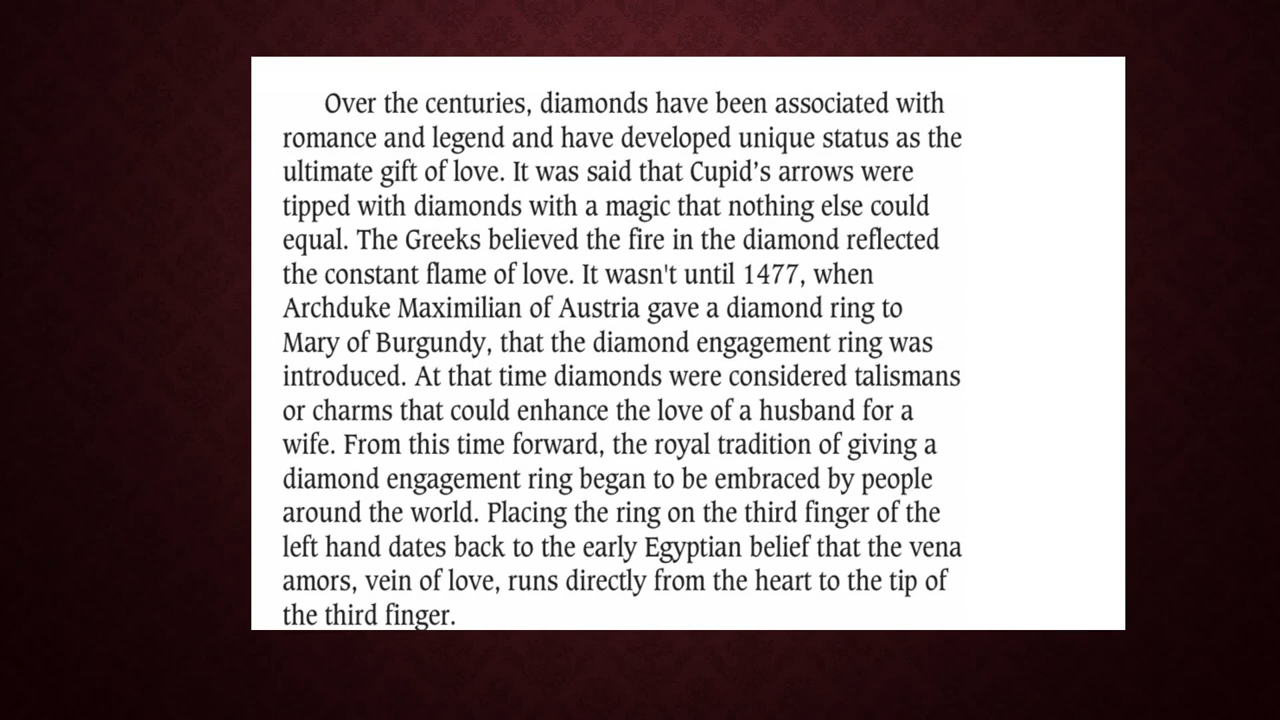 Over the centuries, diamonds have been associated with
romance and legend and have developed unique status as the
ultimate gift of love. It was said that Cupid’s arrows were
tipped with diamonds with a magic that nothing else could
equal. The Greeks believed the fire in the diamond reflected
the constant flame of love. It wasn't until 1477, when
Archduke Maximilian of Austria gave a diamond ring to
Mary of Burgundy, that the diamond engagement ring was
introduced. At that time diamonds were considered talismans
or charms that could enhance the love of a husband for a
wife. From this time forward, the royal tradition of giving a
diamond engagement ring began to be embraced by people
around the world. Placing the ring on the third finger of the
left hand dates back to the early Egyptian belief that the vena
amors, vein of love, runs directly from the heart to the tip of
the third finger.